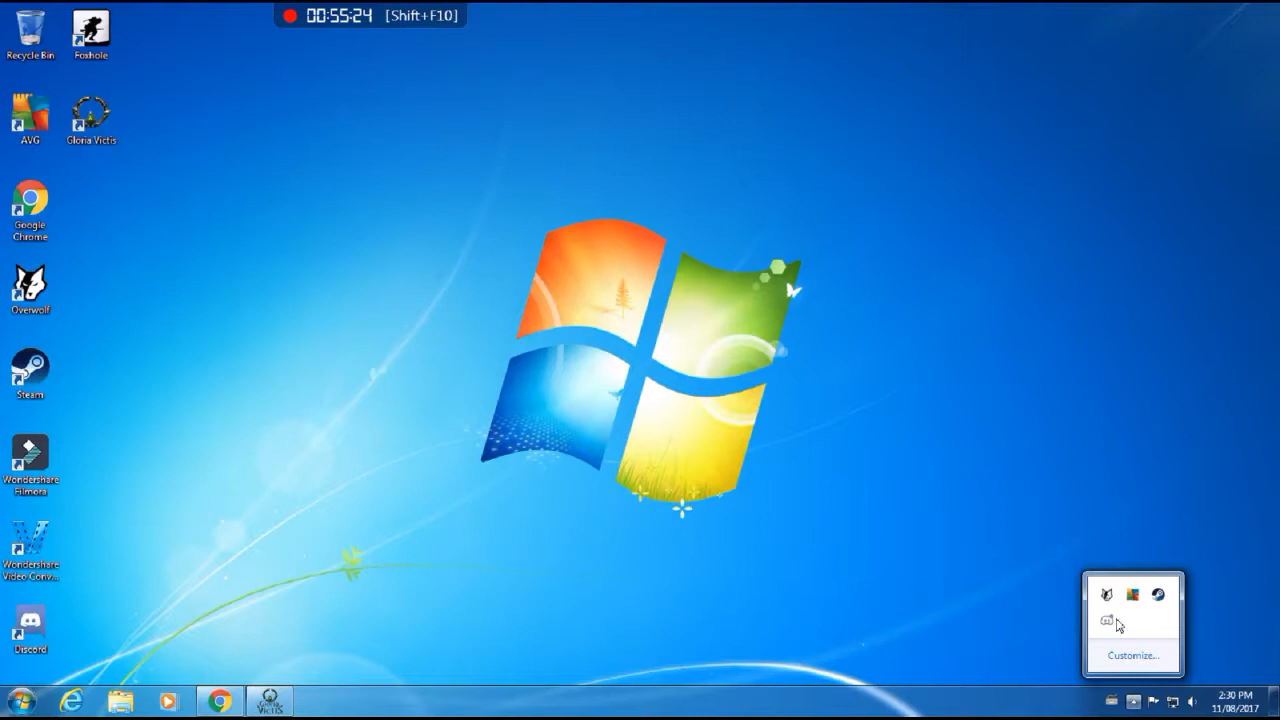 00:55:24 [Shift+F10]
Recycle Bin
Foxhole
AVG
Gloria Victis
Google
Chrome
Overwolf
Steam
Wondershare
Filmora
Wondershare
Video Conv...
Discord
Customize...
GLORIA
VICTIS
2:30 PM
11/08/2017